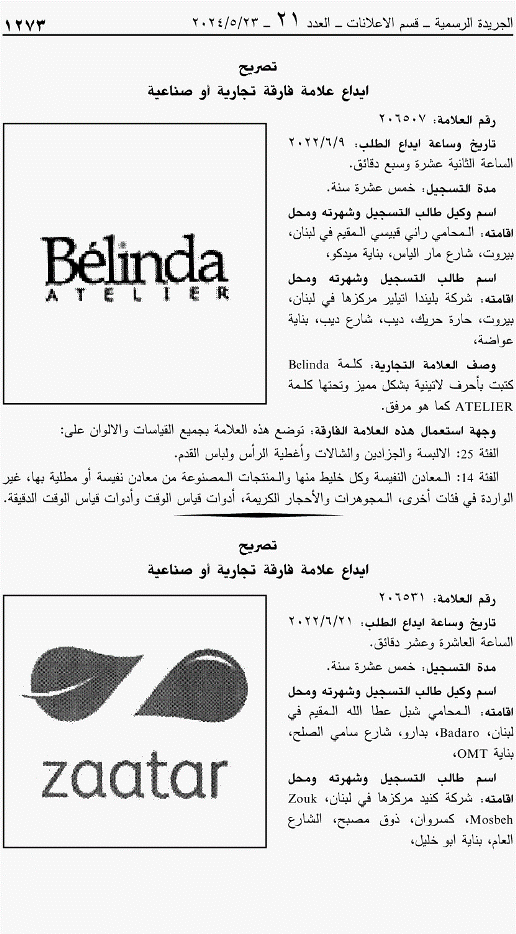 الجريدة الرسمية – قسم الاعلانات – العدد ٢١ – ٢٠٢٤/٥/٢٣
١٢٧٣
تصريح
ايداع علامة فارقة تجارية أو صناعية
رقم العلامة: ٢٠٦٥٠٧
تاريخ وساعة ايداع الطلب: ٢٠٢٢/٦/٩
الساعة الثانية عشرة وسبع دقائق.
مدة التسجيل: خمس عشرة سنة.
اسم وكيل طالب التسجيل وشهرته ومحل
اقامته: المحامي راني قبيسي المقيم في لبنان،
بيروت، شارع مار الياس، بناية ميدكو،
اسم طالب التسجيل وشهرته ومحل
اقامته: شركة بليندا اتيلير مركزها في لبنان،
بيروت، حارة حريك، ديب، شارع ديب، بناية
عواضة،
وصف العلامة التجارية: كلمة Belinda
كتبت بأحرف لاتينية بشكل مميز وتحتها كلمة
ATELIER كما هو مرفق.
Bélinda
ATELIER
وجهة استعمال هذه العلامة الفارقة: توضع هذه العلامة بجميع القياسات والالوان على:
الفئة 25: الالبسة والجزادين والشالات وأغطية الرأس ولباس القدم.
الفئة 14: المعادن النفيسة وكل خليط منها والمنتجات المصنوعة من معادن نفيسة أو مطلية بها، غير
الواردة في فئات أخرى، المجوهرات والأحجار الكريمة، أدوات قياس الوقت وأدوات قياس الوقت الدقيقة.
تصريح
ايداع علامة فارقة تجارية أو صناعية
رقم العلامة: ٢٠٦٥٣١
تاريخ وساعة ايداع الطلب: ٢٠٢٢/٦/٢١
الساعة العاشرة وعشر دقائق.
مدة التسجيل: خمس عشرة سنة.
اسم وكيل طالب التسجيل وشهرته ومحل
اقامته: المحامي شبل عطا الله المقيم في
لبنان، Badaro، بدارو، شارع سامي الصلح،
بناية OMT،
اسم طالب التسجيل وشهرته ومحل
اقامته: شركة كنيد مركزها في لبنان، Zouk
Mosbeh، كسروان، ذوق مصبح، الشارع
العام، بناية ابو خليل،
zaatar